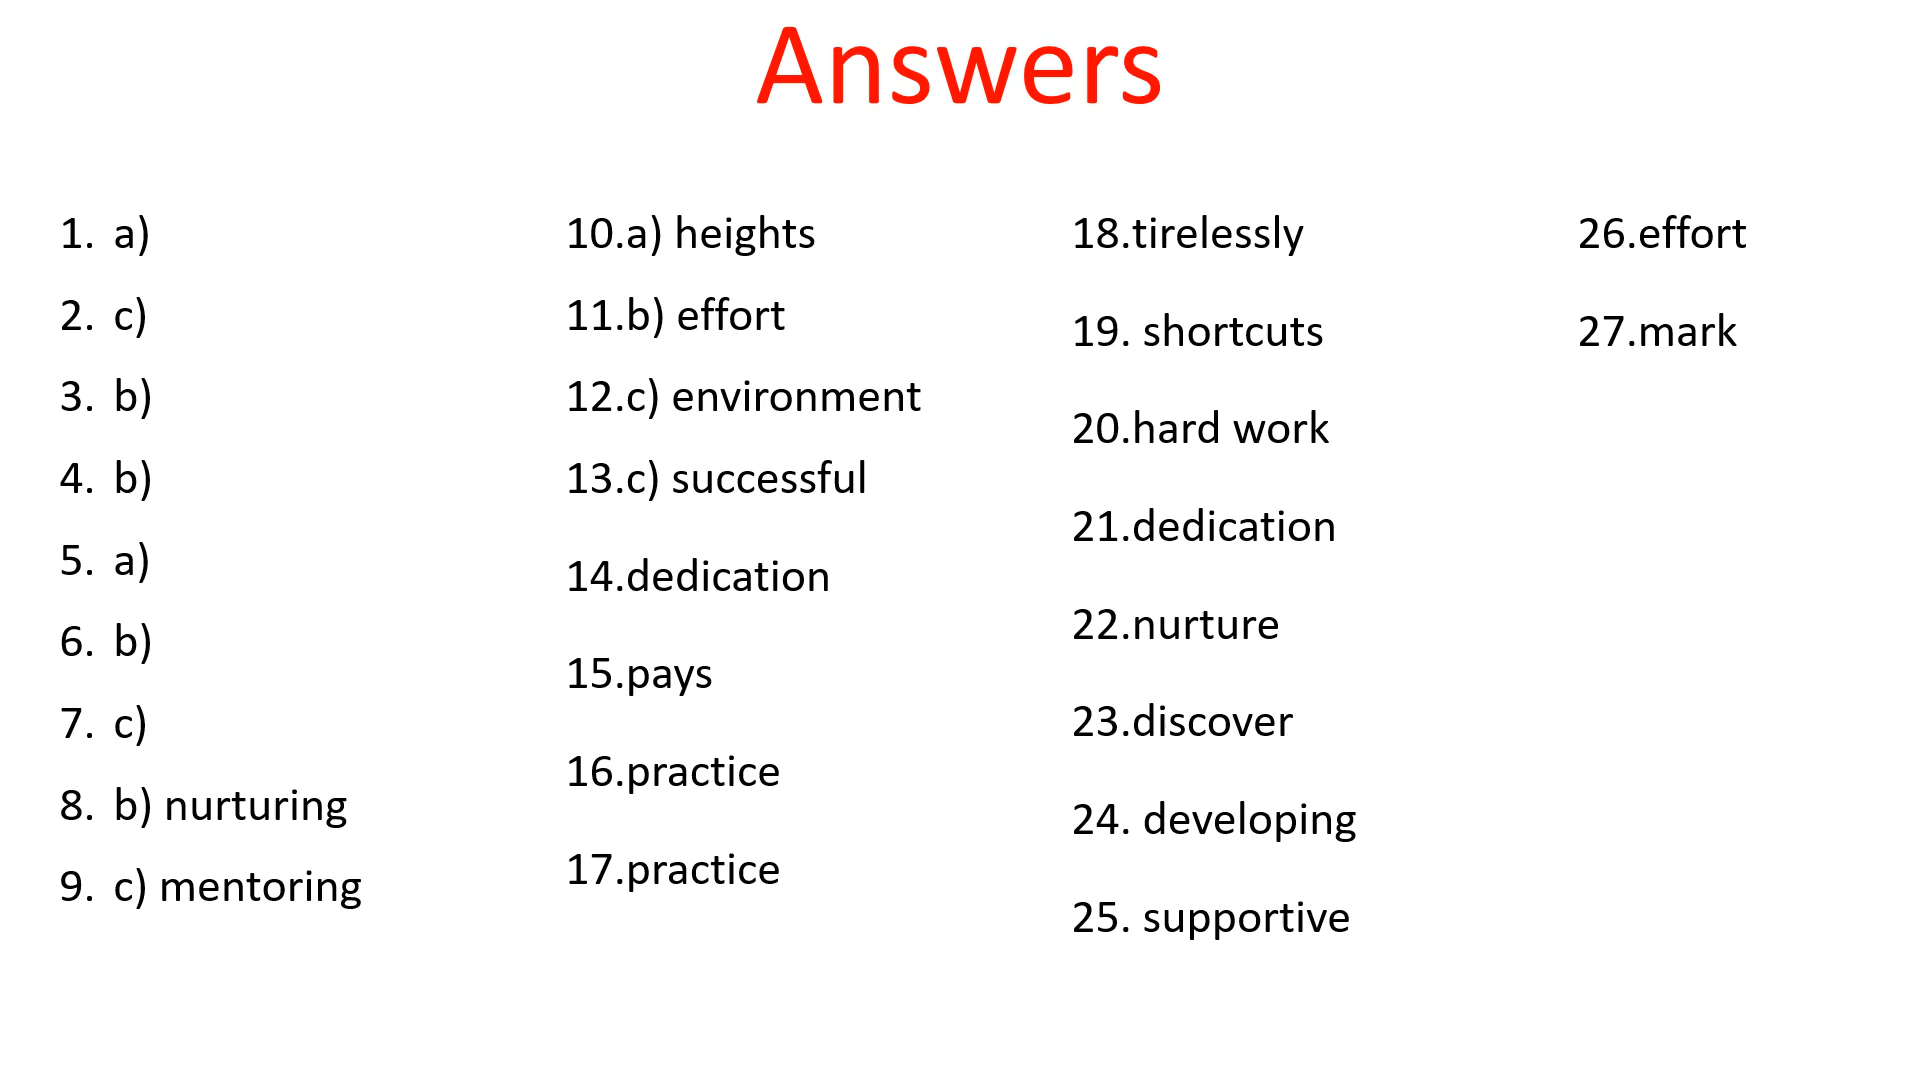 Answers
1. a)
2. c)
3. b)
4. b)
5. a)
6. b)
7. c)
8. b) nurturing
9. c) mentoring
10.a) heights
11.b) effort
12.c) environment
13.c) successful
14.dedication
15.pays
16.practice
17.practice
18.tirelessly
19. shortcuts
20.hard work
21.dedication
22.nurture
23.discover
24. developing
25. supportive
26.effort
27.mark